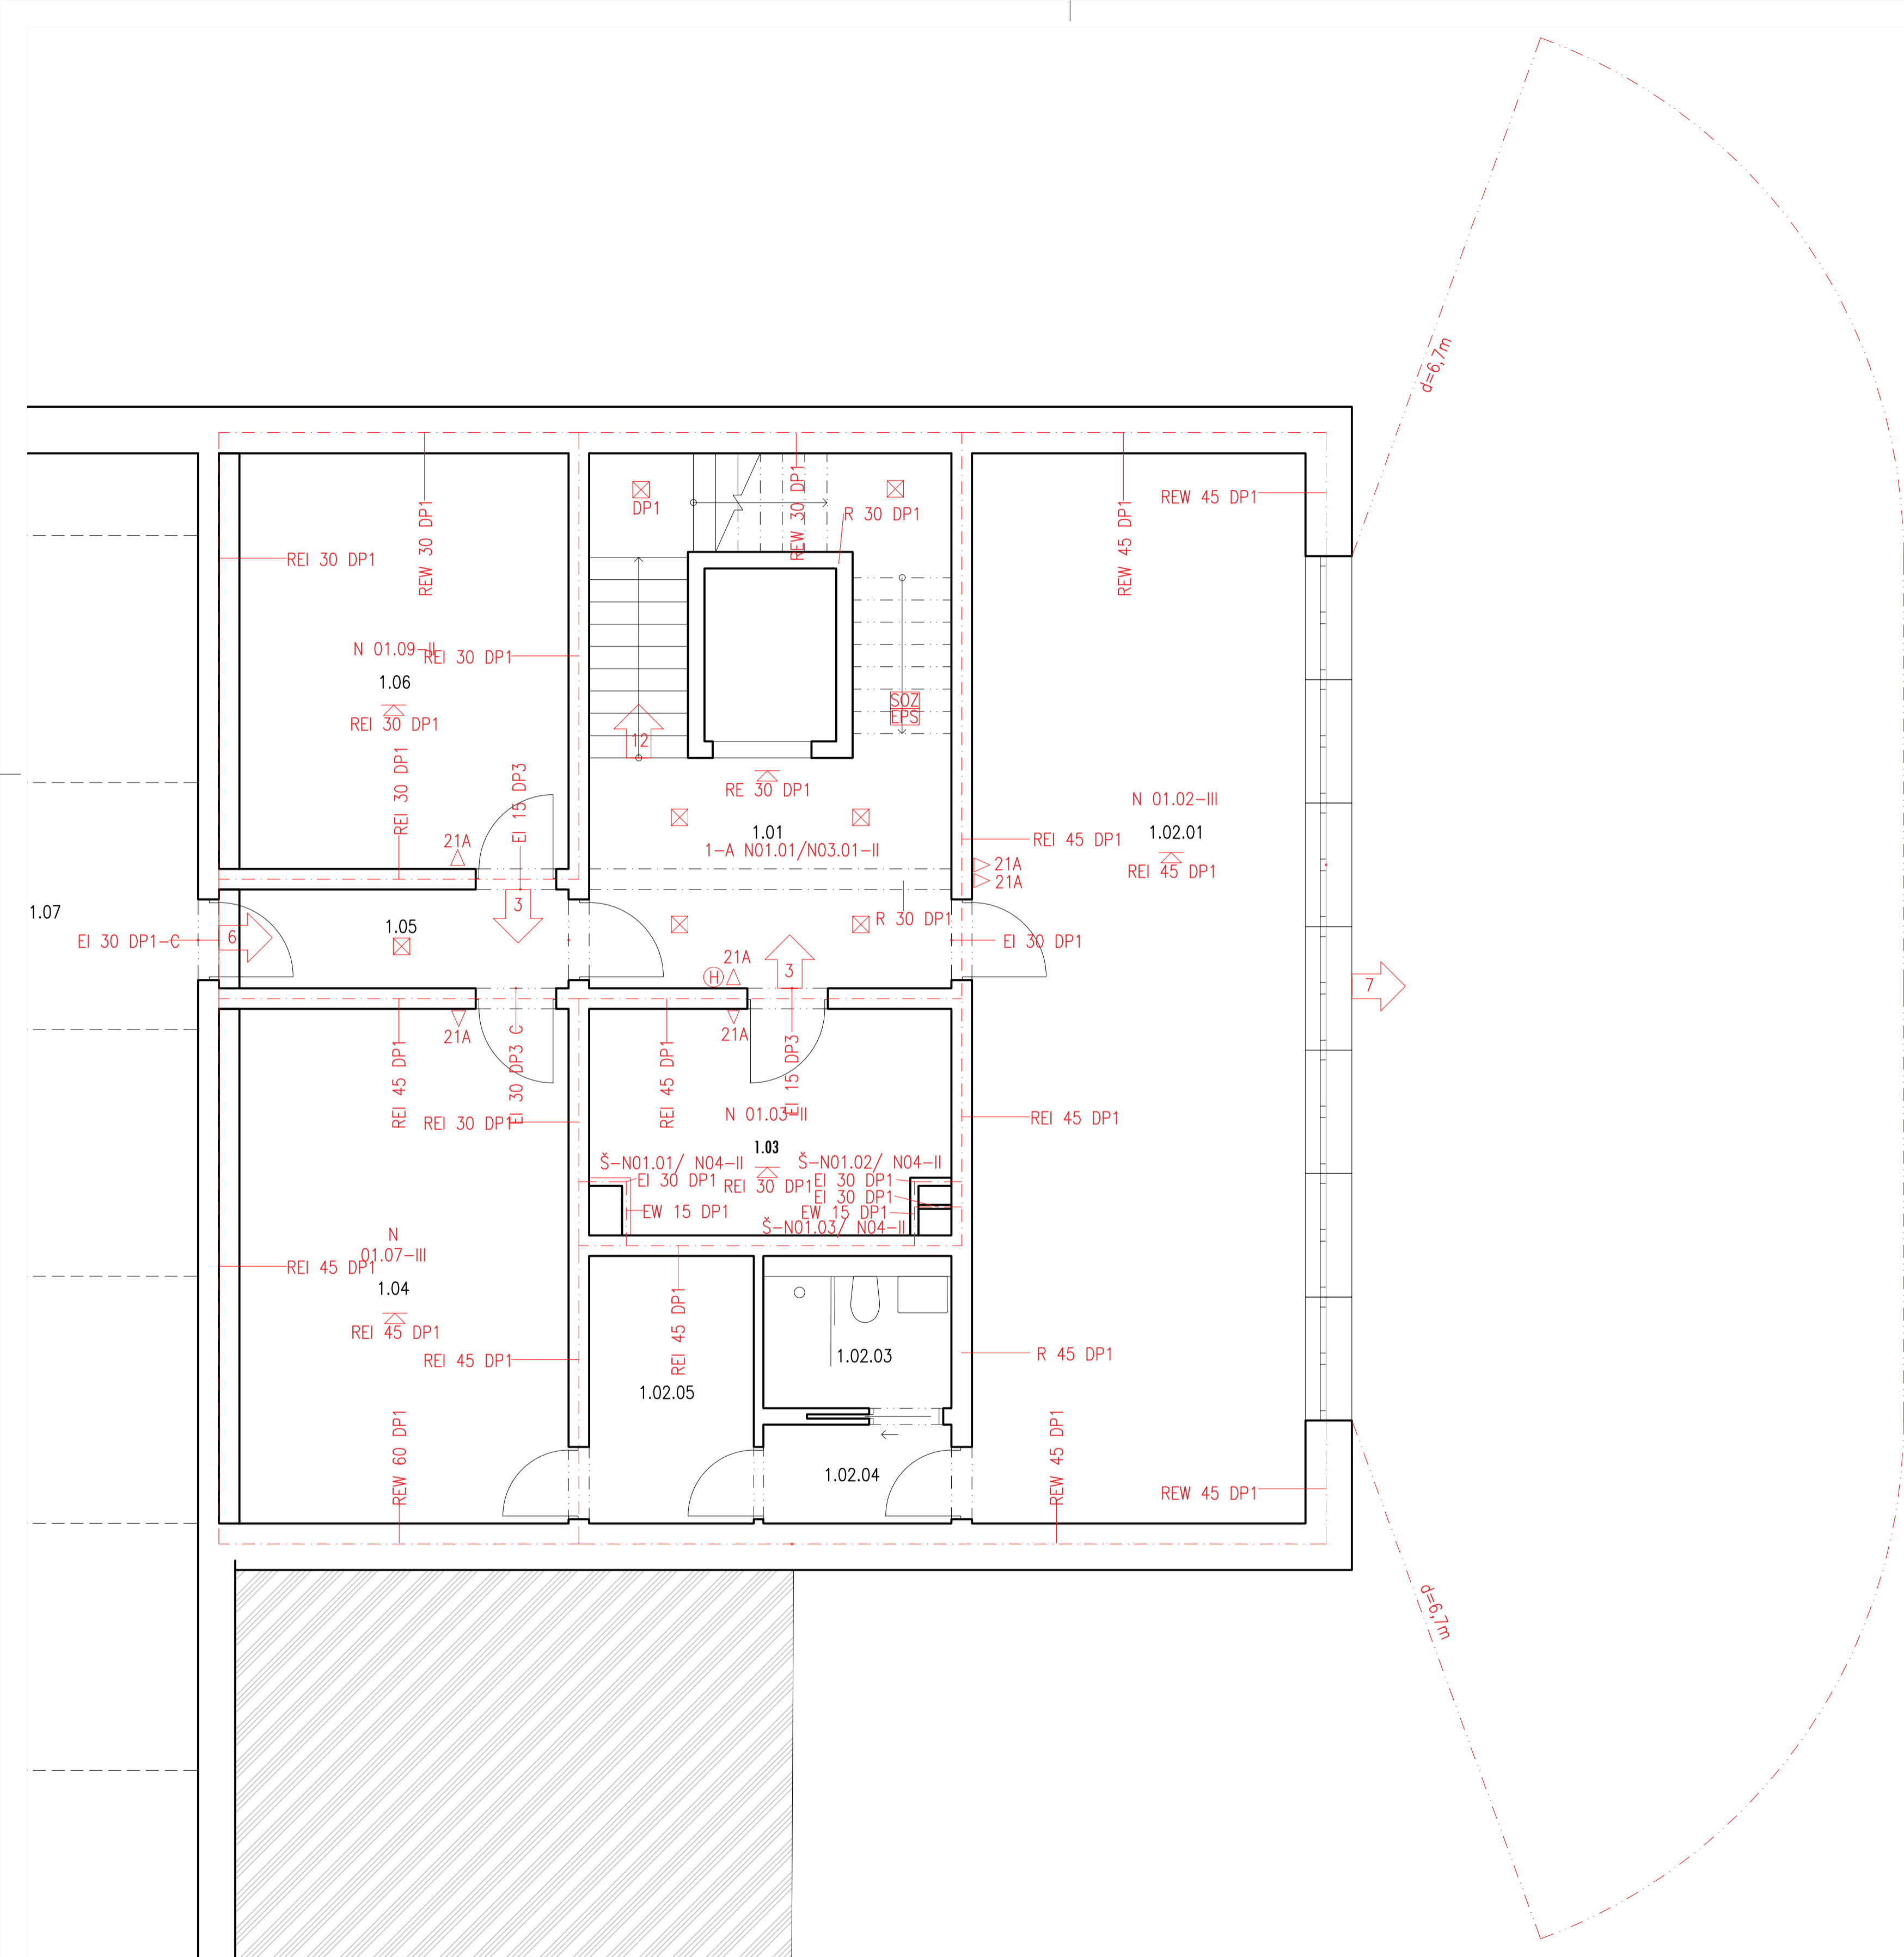 d=6,7m
REW 30 DP1
REW 30 DP1
REW 45 DP1
REW 45 DP1
DP1
R 30 DP1
REI 30 DP1
N 01.09-II
REI 30 DP1
1.06
REI 30 DP1
SOZ
EPS
12
REI 30 DP1
EI 15 DP3
RE 30 DP1
N 01.02-III
1.02.01
REI 45 DP1
1.01
1-A N01.01/N03.01-II
REI 45 DP1
21A
21A
21A
3
R 30 DP1
1.07
1.05
EI 30 DP1-C
6
EI 30 DP1
21A
H
3
7
21A
21A
REI 45 DP1
EI 30 DP3 C
REI 45 DP1
EI 15 DP3
REI 30 DP1
N 01.03-II
REI 45 DP1
1.03
Š-N01.01/ N04-II
Š-N01.02/ N04-II
EI 30 DP1
REI 30 DP1
EI 30 DP1
EI 30 DP1
EW 15 DP1
EW 15 DP1
Š-N01.03/ N04-II
N
01.07-III
REI 45 DP1
1.04
REI 45 DP1
REI 45 DP1
REI 45 DP1
1.02.03
R 45 DP1
1.02.05
REW 60 DP1
1.02.04
REW 45 DP1
REW 45 DP1
d=6,7m